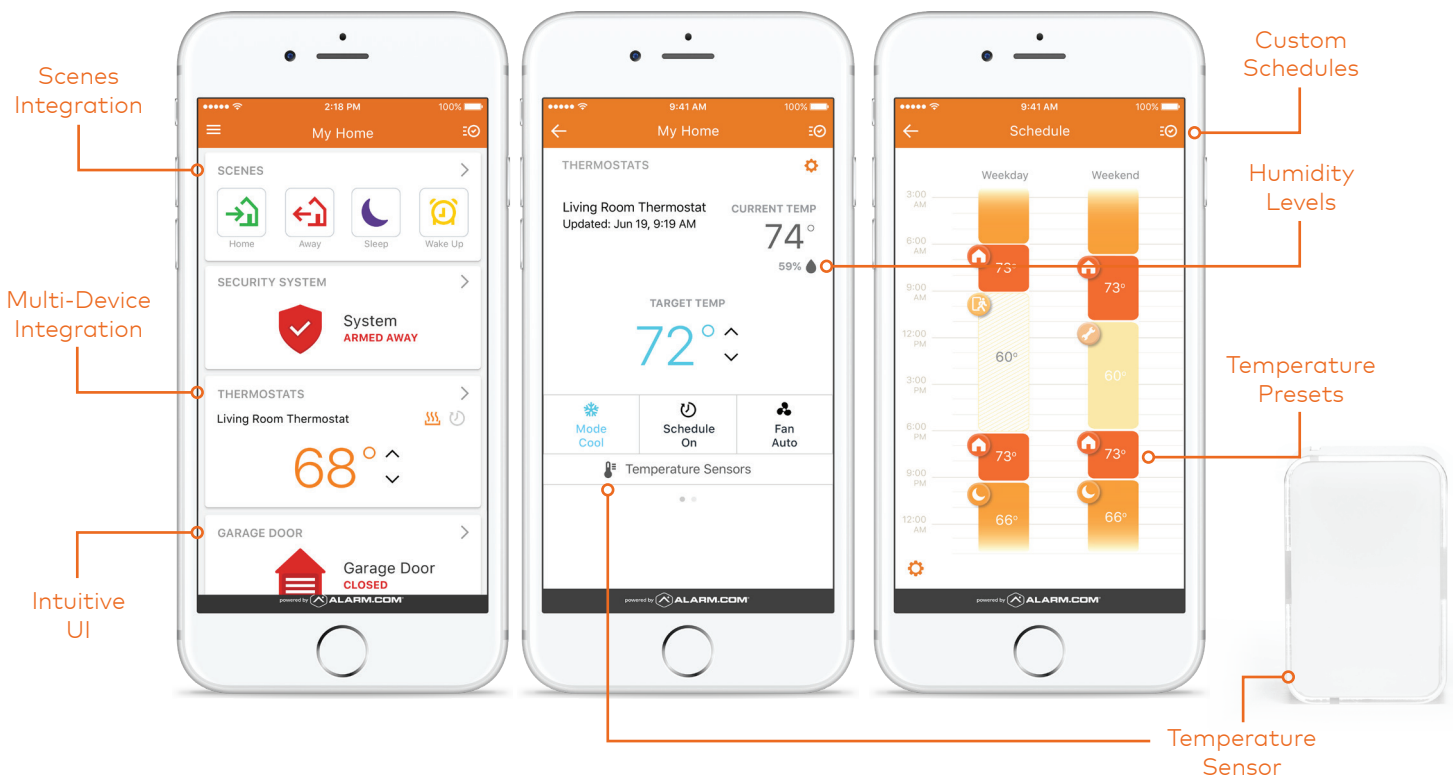 Scenes
Integration
Multi-Device
Integration
Intuitive
UI
2:18 PM
100%
My Home
SCENES
Home
Away
Sleep
Wake Up
SECURITY SYSTEM
System
ARMED AWAY
THERMOSTATS
Living Room Thermostat
68°
GARAGE DOOR
Garage Door
CLOSED
powered by ALARM.COM
9:41 AM
100%
My Home
THERMOSTATS
Living Room Thermostat
Updated: Jun 19, 9:19 AM
CURRENT TEMP
74°
59%
TARGET TEMP
72°
Mode
Cool
Schedule
On
Fan
Auto
Temperature Sensors
powered by ALARM.COM
9:41 AM
100%
Schedule
Weekday Weekend
3:00
AM
6:00
AM
73°
73°
9:00
AM
12:00
PM
60°
60°
3:00
PM
6:00
PM
73°
73°
9:00
PM
66°
66°
12:00
AM
powered by ALARM.COM
Custom
Schedules
Humidity
Levels
Temperature
Presets
Temperature
Sensor